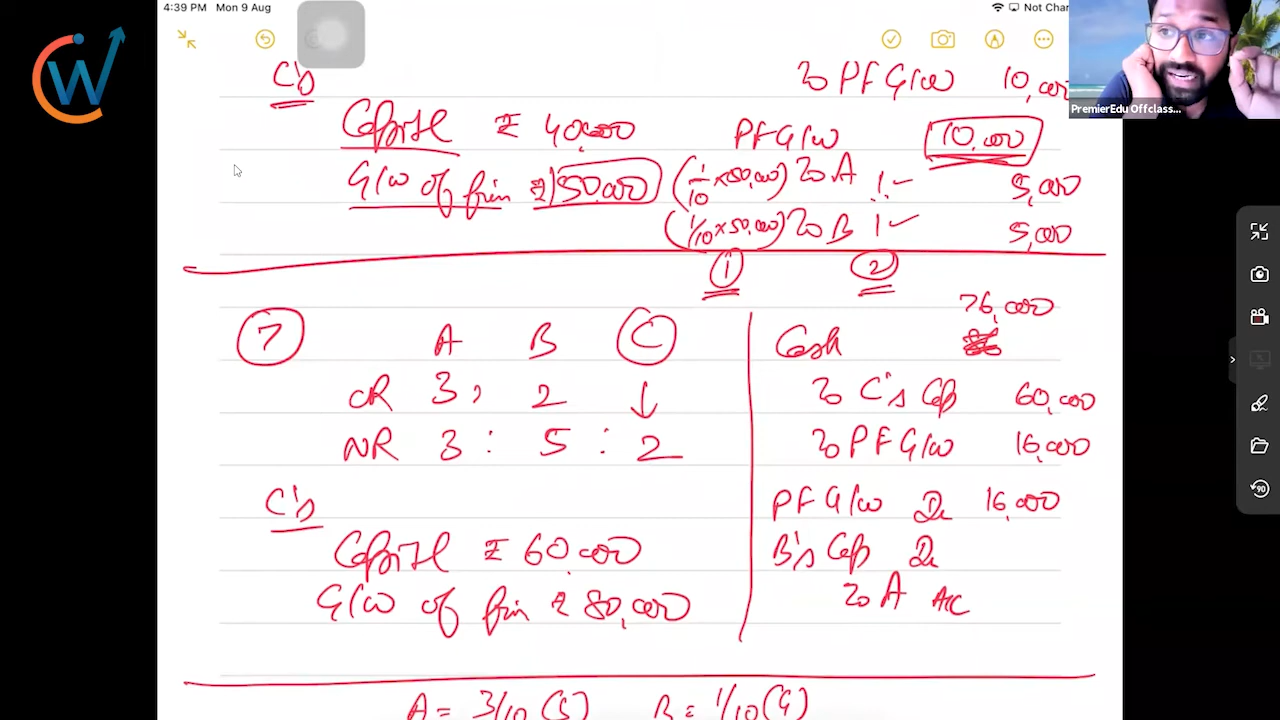 4:39 PM Mon 9 Aug
Not Char
W
PremierEdu Offclass...
C's
Capital ₹ 40,000
G/w of firm ₹ 50,000
To PF G/w 10,000
PF G/w 10,000
(1/10 × 50,000) To A 5,000
(1/10 × 50,000) To B 5,000
1 2
7 A B C
OR 3, 2
NR 3 : 5 : 2
C's
Capital ₹ 60,000
G/w of firm ₹ 80,000
76,000
Cash
To C's Cap 60,000
To PF G/w 16,000
PF G/w Dr 16,000
B's Cap Dr
To A A/c
A = 3/10 (S) B = 1/10 (G)
90